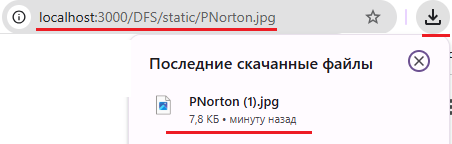 localhost:3000/DFS/static/PNorton.jpg
Последние скачанные файлы
PNorton (1).jpg
7,8 КБ • минуту назад